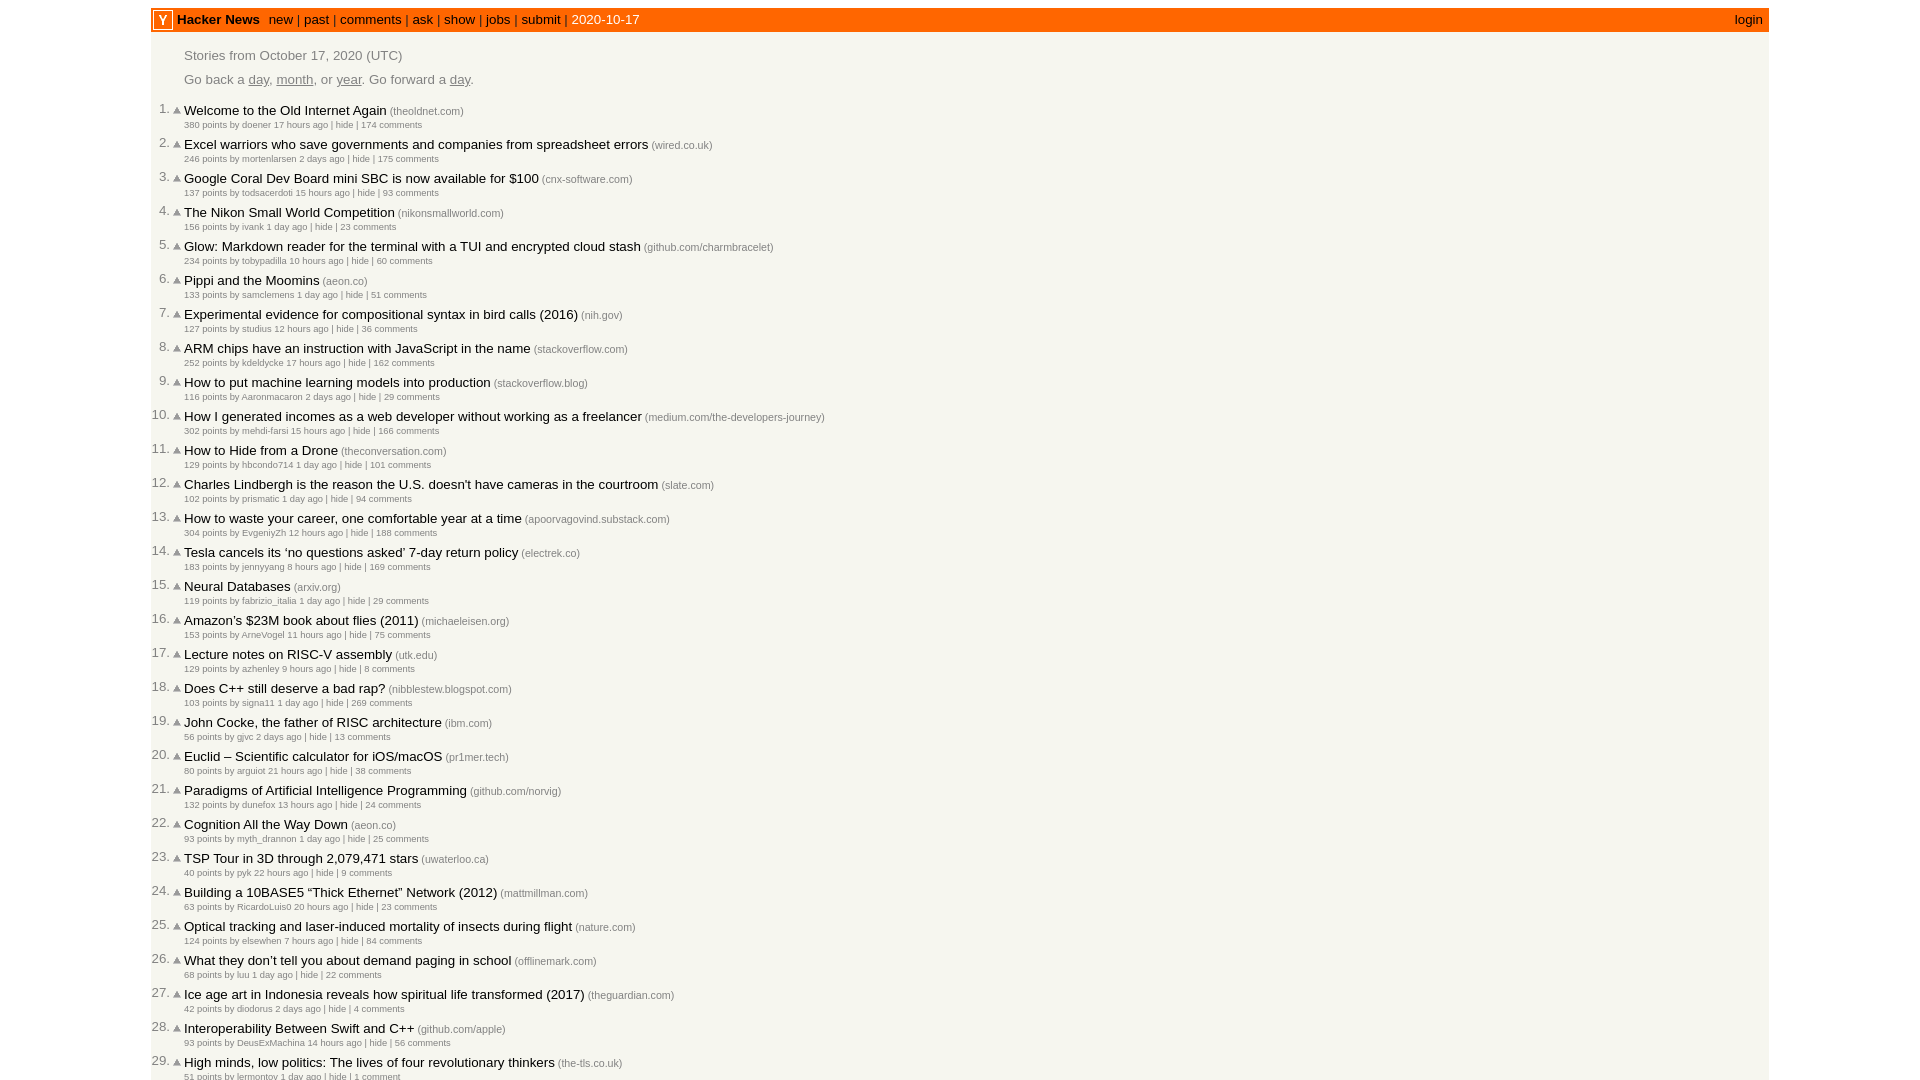 Y Hacker News new | past | comments | ask | show | jobs | submit | 2020-10-17 login
Stories from October 17, 2020 (UTC)
Go back a day, month, or year. Go forward a day.
1. Welcome to the Old Internet Again (theoldnet.com)
380 points by doener 17 hours ago | hide | 174 comments
2. Excel warriors who save governments and companies from spreadsheet errors (wired.co.uk)
246 points by mortenlarsen 2 days ago | hide | 175 comments
3. Google Coral Dev Board mini SBC is now available for $100 (cnx-software.com)
137 points by todsacerdoti 15 hours ago | hide | 93 comments
4. The Nikon Small World Competition (nikonsmallworld.com)
156 points by ivank 1 day ago | hide | 23 comments
5. Glow: Markdown reader for the terminal with a TUI and encrypted cloud stash (github.com/charmbracelet)
234 points by tobypadilla 10 hours ago | hide | 60 comments
6. Pippi and the Moomins (aeon.co)
133 points by samclemens 1 day ago | hide | 51 comments
7. Experimental evidence for compositional syntax in bird calls (2016) (nih.gov)
127 points by studius 12 hours ago | hide | 36 comments
8. ARM chips have an instruction with JavaScript in the name (stackoverflow.com)
252 points by kdeldycke 17 hours ago | hide | 162 comments
9. How to put machine learning models into production (stackoverflow.blog)
116 points by Aaronmacaron 2 days ago | hide | 29 comments
10. How I generated incomes as a web developer without working as a freelancer (medium.com/the-developers-journey)
302 points by mehdi-farsi 15 hours ago | hide | 166 comments
11. How to Hide from a Drone (theconversation.com)
129 points by hbcondo714 1 day ago | hide | 101 comments
12. Charles Lindbergh is the reason the U.S. doesn't have cameras in the courtroom (slate.com)
102 points by prismatic 1 day ago | hide | 94 comments
13. How to waste your career, one comfortable year at a time (apoorvagovind.substack.com)
304 points by EvgeniyZh 12 hours ago | hide | 188 comments
14. Tesla cancels its ‘no questions asked’ 7-day return policy (electrek.co)
183 points by jennyyang 8 hours ago | hide | 169 comments
15. Neural Databases (arxiv.org)
119 points by fabrizio_italia 1 day ago | hide | 29 comments
16. Amazon’s $23M book about flies (2011) (michaeleisen.org)
153 points by ArneVogel 11 hours ago | hide | 75 comments
17. Lecture notes on RISC-V assembly (utk.edu)
129 points by azhenley 9 hours ago | hide | 8 comments
18. Does C++ still deserve a bad rap? (nibblestew.blogspot.com)
103 points by signa11 1 day ago | hide | 269 comments
19. John Cocke, the father of RISC architecture (ibm.com)
56 points by gjvc 2 days ago | hide | 13 comments
20. Euclid – Scientific calculator for iOS/macOS (pr1mer.tech)
80 points by arguiot 21 hours ago | hide | 38 comments
21. Paradigms of Artificial Intelligence Programming (github.com/norvig)
132 points by dunefox 13 hours ago | hide | 24 comments
22. Cognition All the Way Down (aeon.co)
93 points by myth_drannon 1 day ago | hide | 25 comments
23. TSP Tour in 3D through 2,079,471 stars (uwaterloo.ca)
40 points by pyk 22 hours ago | hide | 9 comments
24. Building a 10BASE5 “Thick Ethernet” Network (2012) (mattmillman.com)
63 points by RicardoLuis0 20 hours ago | hide | 23 comments
25. Optical tracking and laser-induced mortality of insects during flight (nature.com)
124 points by elsewhen 7 hours ago | hide | 84 comments
26. What they don’t tell you about demand paging in school (offlinemark.com)
68 points by luu 1 day ago | hide | 22 comments
27. Ice age art in Indonesia reveals how spiritual life transformed (2017) (theguardian.com)
42 points by diodorus 2 days ago | hide | 4 comments
28. Interoperability Between Swift and C++ (github.com/apple)
93 points by DeusExMachina 14 hours ago | hide | 56 comments
29. High minds, low politics: The lives of four revolutionary thinkers (the-tls.co.uk)
51 points by lermontov 1 day ago | hide | 1 comment